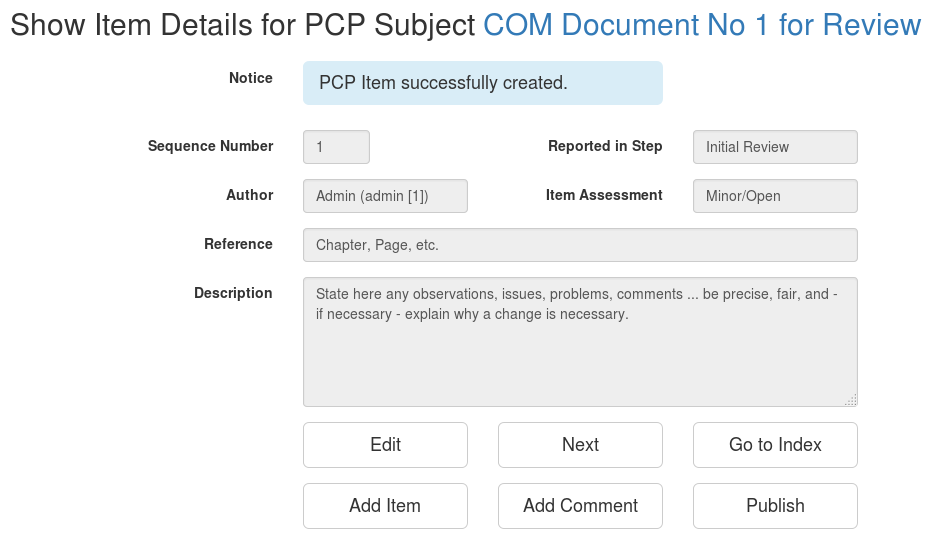 Show Item Details for PCP Subject COM Document No 1 for Review
Notice PCP Item successfully created.
Sequence Number 1 Reported in Step Initial Review
Author Admin (admin [1]) Item Assessment Minor/Open
Reference Chapter, Page, etc.
Description State here any observations, issues, problems, comments ... be precise, fair, and -
if necessary - explain why a change is necessary.
Edit Next Go to Index
Add Item Add Comment Publish